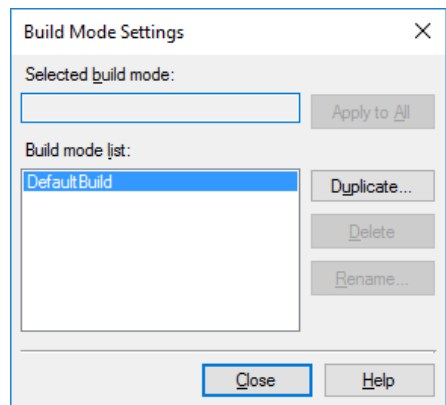 Build Mode Settings
Selected build mode:
Apply to All
Build mode list:
DefaultBuild
Duplicate...
Delete
Rename...
Close
Help